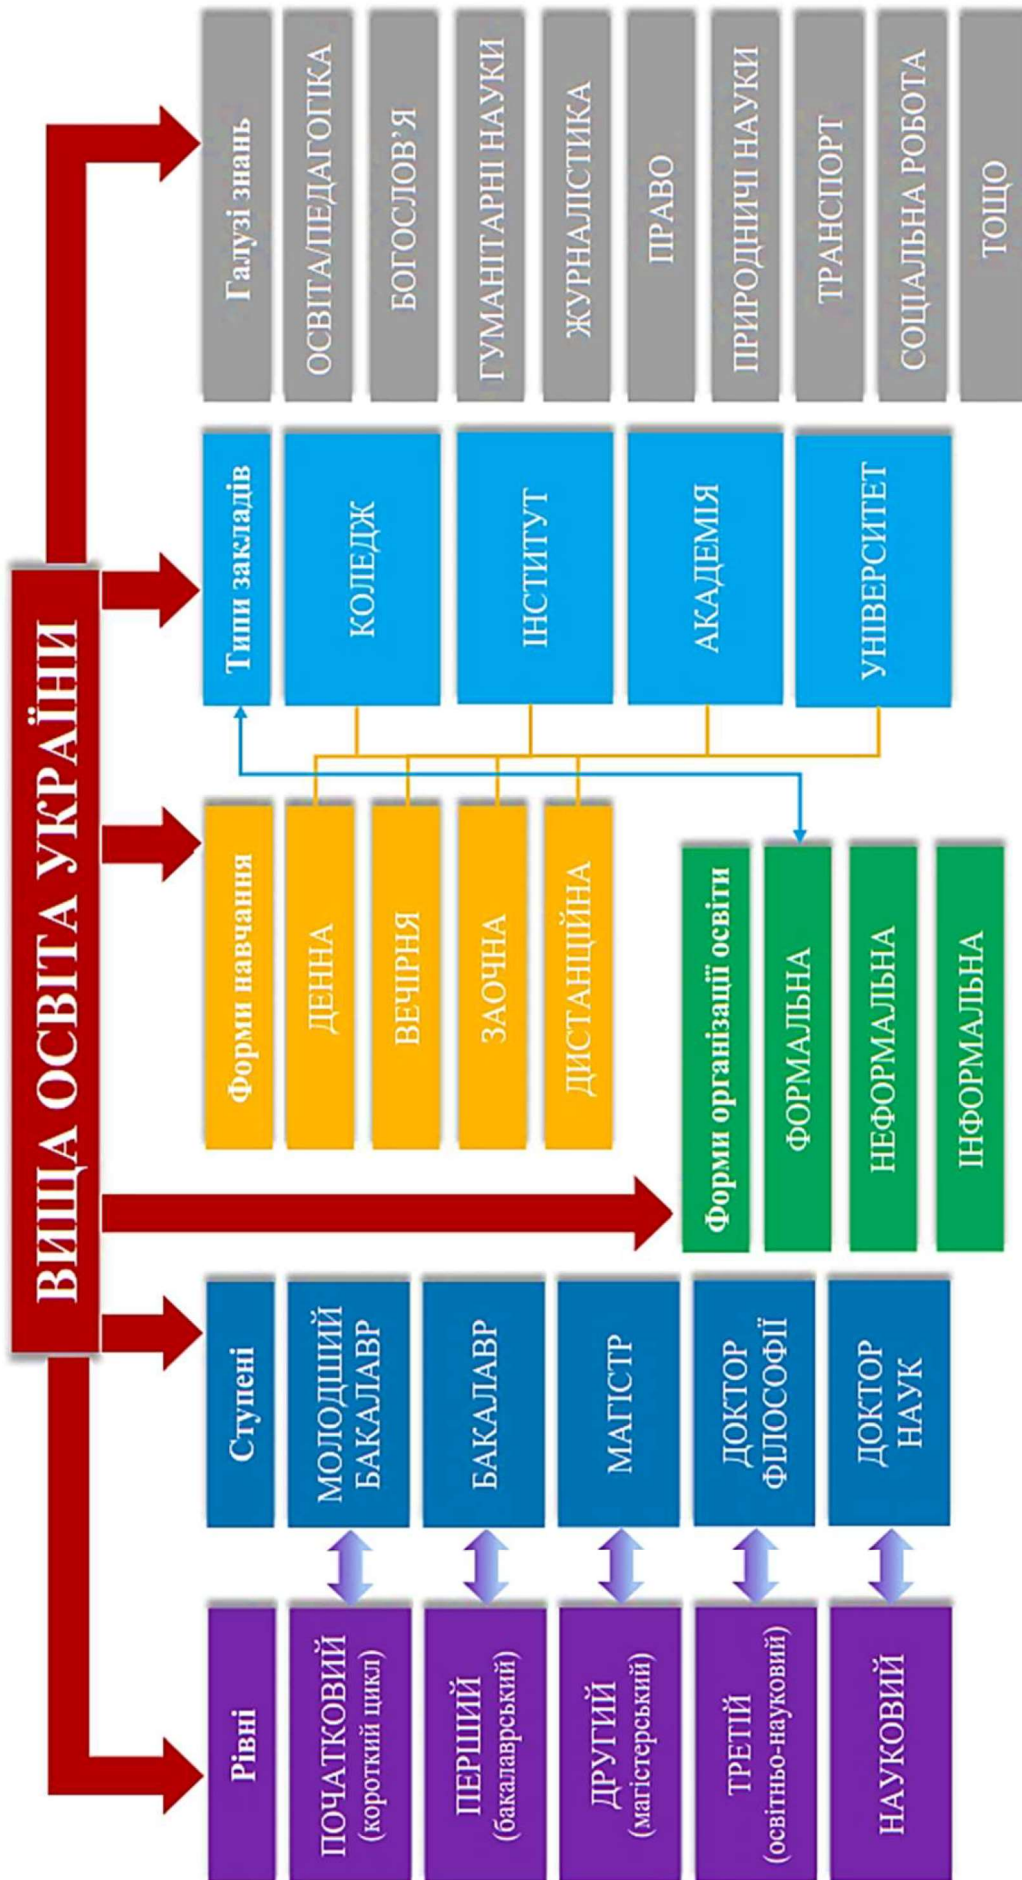 ВИЩА ОСВІТА УКРАЇНИ
Рівні
ПОЧАТКОВИЙ
(короткий цикл)
ПЕРШИЙ
(бакалаврський)
ДРУГИЙ
(магістерський)
ТРЕТІЙ
(освітньо-науковий)
НАУКОВИЙ
Ступені
МОЛОДШИЙ
БАКАЛАВР
БАКАЛАВР
МАГІСТР
ДОКТОР
ФІЛОСОФІЇ
ДОКТОР
НАУК
Форми навчання
ДЕННА
ВЕЧІРНЯ
ЗАОЧНА
ДИСТАНЦІЙНА
Форми організації освіти
ФОРМАЛЬНА
НЕФОРМАЛЬНА
ІНФОРМАЛЬНА
Типи закладів
КОЛЕДЖ
ІНСТИТУТ
АКАДЕМІЯ
УНІВЕРСИТЕТ
Галузі знань
ОСВІТА/ПЕДАГОГІКА
БОГОСЛОВ’Я
ГУМАНІТАРНІ НАУКИ
ЖУРНАЛІСТИКА
ПРАВО
ПРИРОДНИЧІ НАУКИ
ТРАНСПОРТ
СОЦІАЛЬНА РОБОТА
ТОЩО